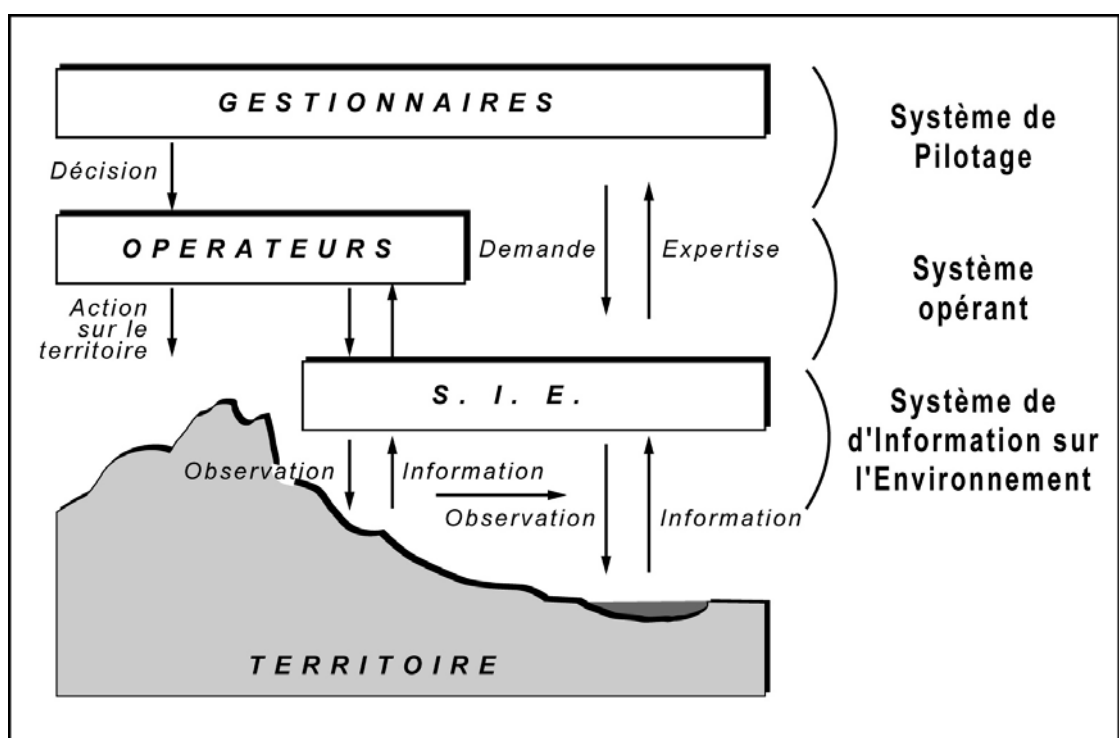 GESTIONNAIRES
Système de
Pilotage
Décision
OPERATEURS
Demande
Expertise
Système
opérant
Action
sur le
territoire
S. I. E.
Système de
d'Information sur
l'Environnement
Observation
Information
Observation
Information
TERRITOIRE